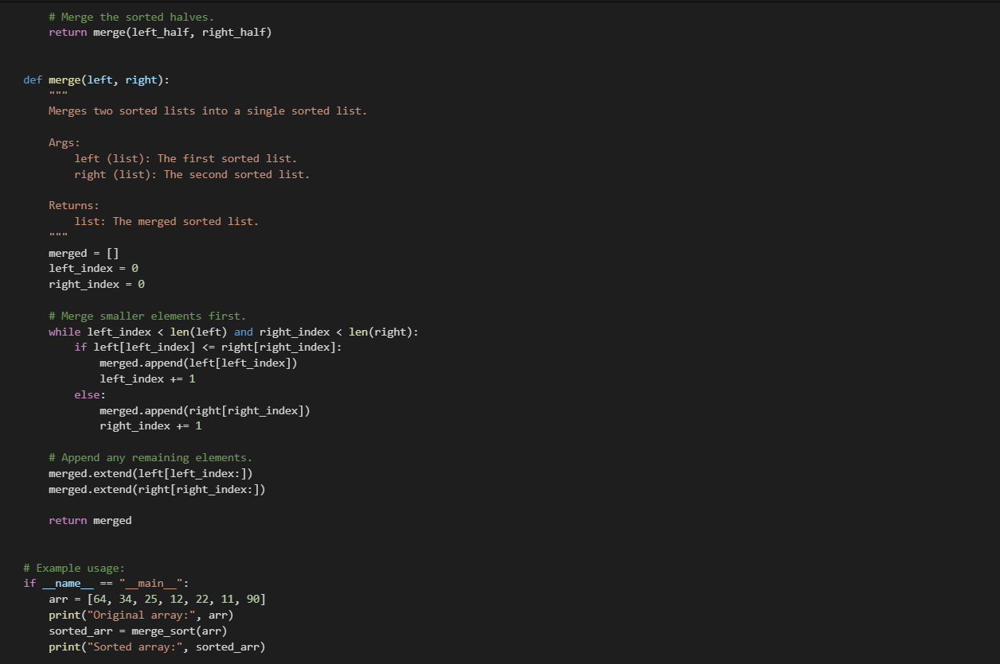 # Merge the sorted halves.
return merge(left_half, right_half)
def merge(left, right):
"""
Merges two sorted lists into a single sorted list.
Args:
left (list): The first sorted list.
right (list): The second sorted list.
Returns:
list: The merged sorted list.
"""
merged = []
left_index = 0
right_index = 0
# Merge smaller elements first.
while left_index < len(left) and right_index < len(right):
if left[left_index] <= right[right_index]:
merged.append(left[left_index])
left_index += 1
else:
merged.append(right[right_index])
right_index += 1
# Append any remaining elements.
merged.extend(left[left_index:])
merged.extend(right[right_index:])
return merged
# Example usage:
if __name__ == "__main__":
arr = [64, 34, 25, 12, 22, 11, 90]
print("Original array:", arr)
sorted_arr = merge_sort(arr)
print("Sorted array:", sorted_arr)